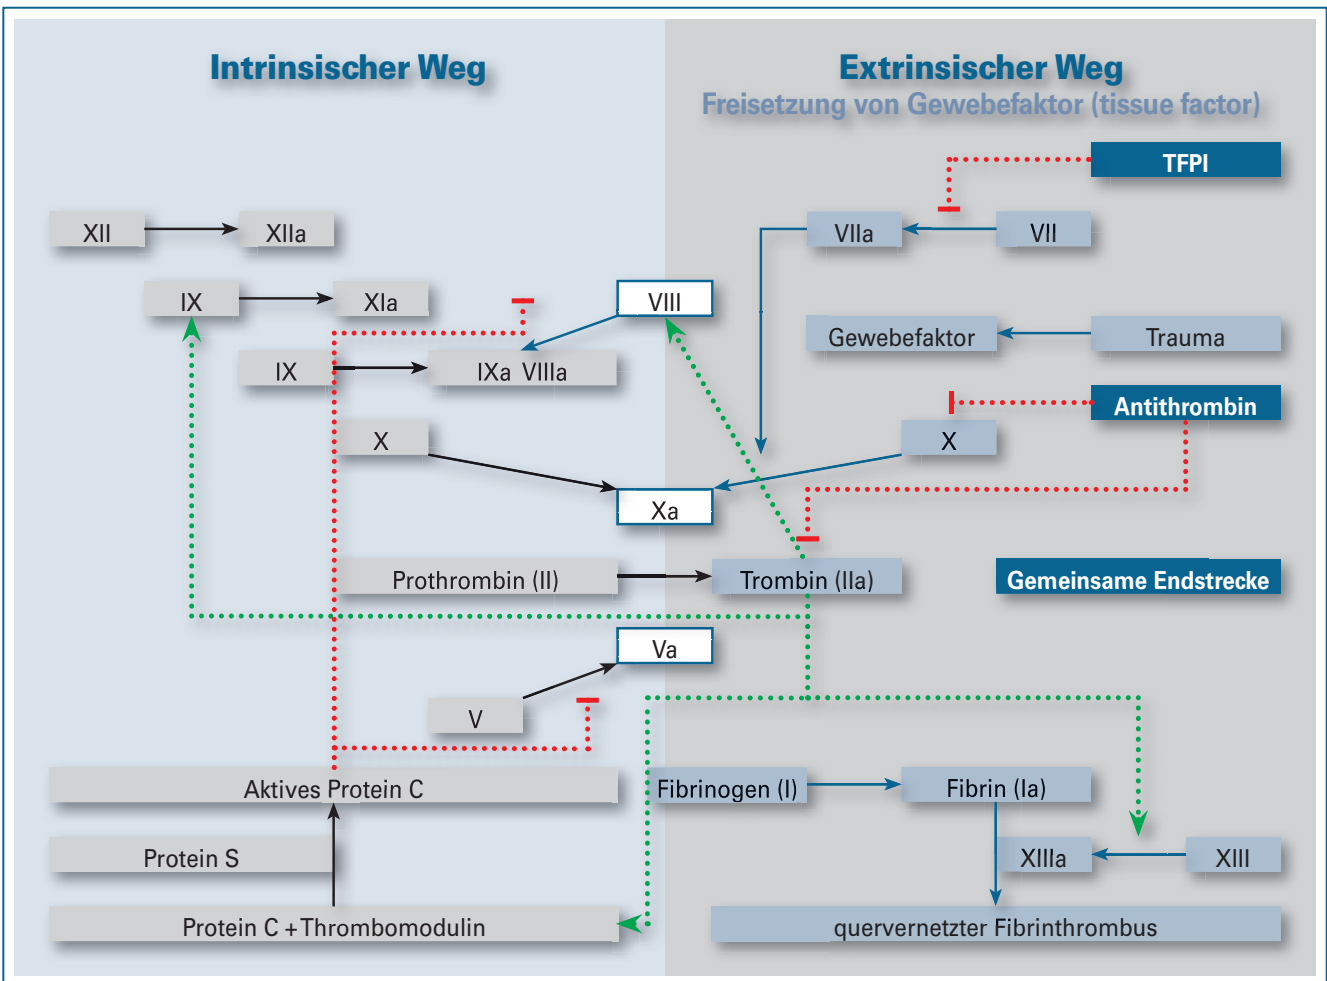 Intrinsischer Weg
Extrinsischer Weg
Freisetzung von Gewebefaktor (tissue factor)
TFPI
XII
XIIa
VIIa
VII
IX
XIa
VIII
Gewebefaktor
Trauma
IX
IXa VIIIa
Antithrombin
X
X
Xa
Prothrombin (II)
Trombin (IIa)
Gemeinsame Endstrecke
Va
V
Aktives Protein C
Fibrinogen (I)
Fibrin (Ia)
Protein S
XIIIa
XIII
Protein C + Thrombomodulin
quervernetzter Fibrinthrombus